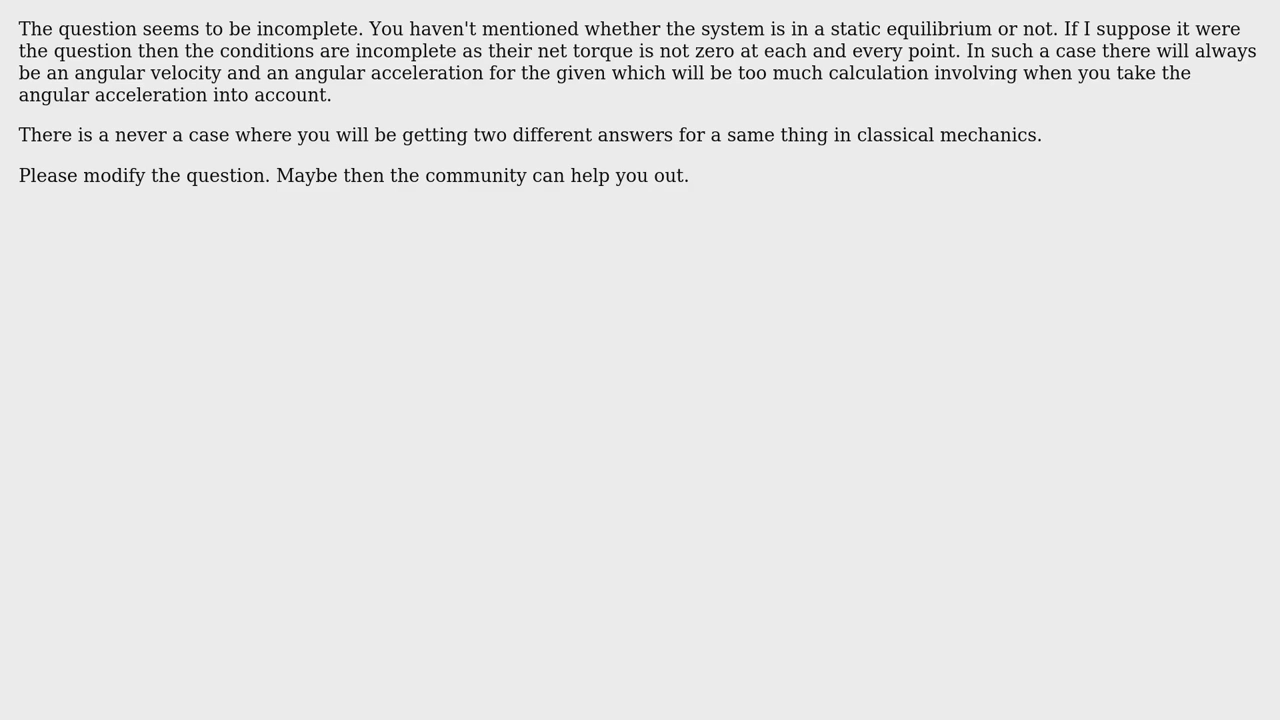 The question seems to be incomplete. You haven't mentioned whether the system is in a static equilibrium or not. If I suppose it were
the question then the conditions are incomplete as their net torque is not zero at each and every point. In such a case there will always
be an angular velocity and an angular acceleration for the given which will be too much calculation involving when you take the
angular acceleration into account.
There is a never a case where you will be getting two different answers for a same thing in classical mechanics.
Please modify the question. Maybe then the community can help you out.